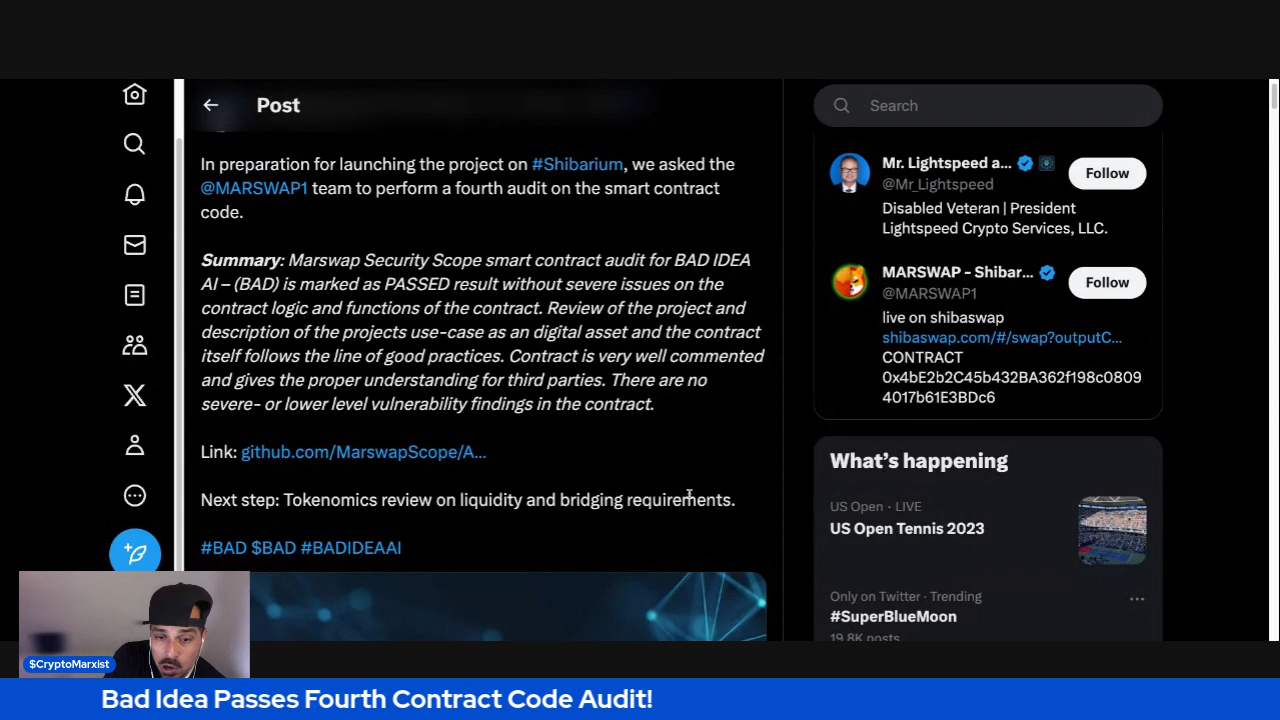 Post
In preparation for launching the project on #Shibarium, we asked the
@MARSWAP1 team to perform a fourth audit on the smart contract
code.
Summary: Marswap Security Scope smart contract audit for BAD IDEA
AI – (BAD) is marked as PASSED result without severe issues on the
contract logic and functions of the contract. Review of the project and
description of the projects use-case as an digital asset and the contract
itself follows the line of good practices. Contract is very well commented
and gives the proper understanding for third parties. There are no
severe- or lower level vulnerability findings in the contract.
Link: github.com/MarswapScope/A...
Next step: Tokenomics review on liquidity and bridging requirements.
#BAD $BAD #BADIDEAAI
Search
Mr. Lightspeed a...
@Mr_Lightspeed
Follow
Disabled Veteran | President
Lightspeed Crypto Services, LLC.
MARSWAP - Shibar...
@MARSWAP1
Follow
live on shibaswap
shibaswap.com/#/swap?outputC...
CONTRACT
0x4bE2b2C45b432BA362f198c0809
4017b61E3BDc6
What's happening
US Open · LIVE
US Open Tennis 2023
Only on Twitter · Trending
#SuperBlueMoon
19.8K posts
$CryptoMarxist
Bad Idea Passes Fourth Contract Code Audit!